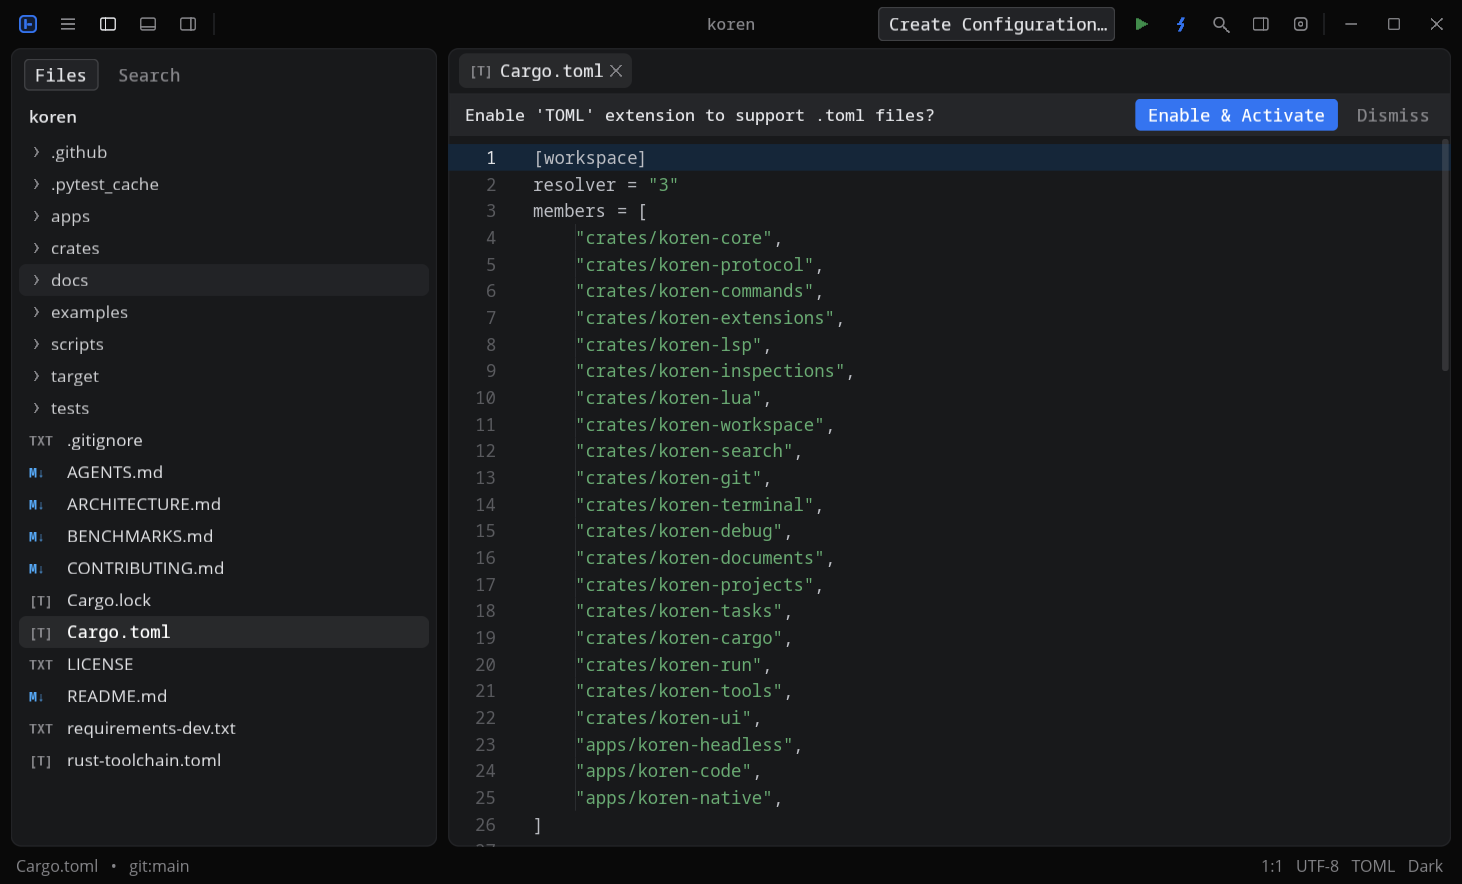 koren
Create Configuration…
Files
Search
koren
.github
.pytest_cache
apps
crates
docs
examples
scripts
target
tests
TXT .gitignore
M↓ AGENTS.md
M↓ ARCHITECTURE.md
M↓ BENCHMARKS.md
M↓ CONTRIBUTING.md
[T] Cargo.lock
[T] Cargo.toml
TXT LICENSE
M↓ README.md
TXT requirements-dev.txt
[T] rust-toolchain.toml
[T] Cargo.toml
Enable 'TOML' extension to support .toml files?
Enable & Activate
Dismiss
1 [workspace]
2 resolver = "3"
3 members = [
4 "crates/koren-core",
5 "crates/koren-protocol",
6 "crates/koren-commands",
7 "crates/koren-extensions",
8 "crates/koren-lsp",
9 "crates/koren-inspections",
10 "crates/koren-lua",
11 "crates/koren-workspace",
12 "crates/koren-search",
13 "crates/koren-git",
14 "crates/koren-terminal",
15 "crates/koren-debug",
16 "crates/koren-documents",
17 "crates/koren-projects",
18 "crates/koren-tasks",
19 "crates/koren-cargo",
20 "crates/koren-run",
21 "crates/koren-tools",
22 "crates/koren-ui",
23 "apps/koren-headless",
24 "apps/koren-code",
25 "apps/koren-native",
26 ]
Cargo.toml • git:main
1:1 UTF-8 TOML Dark